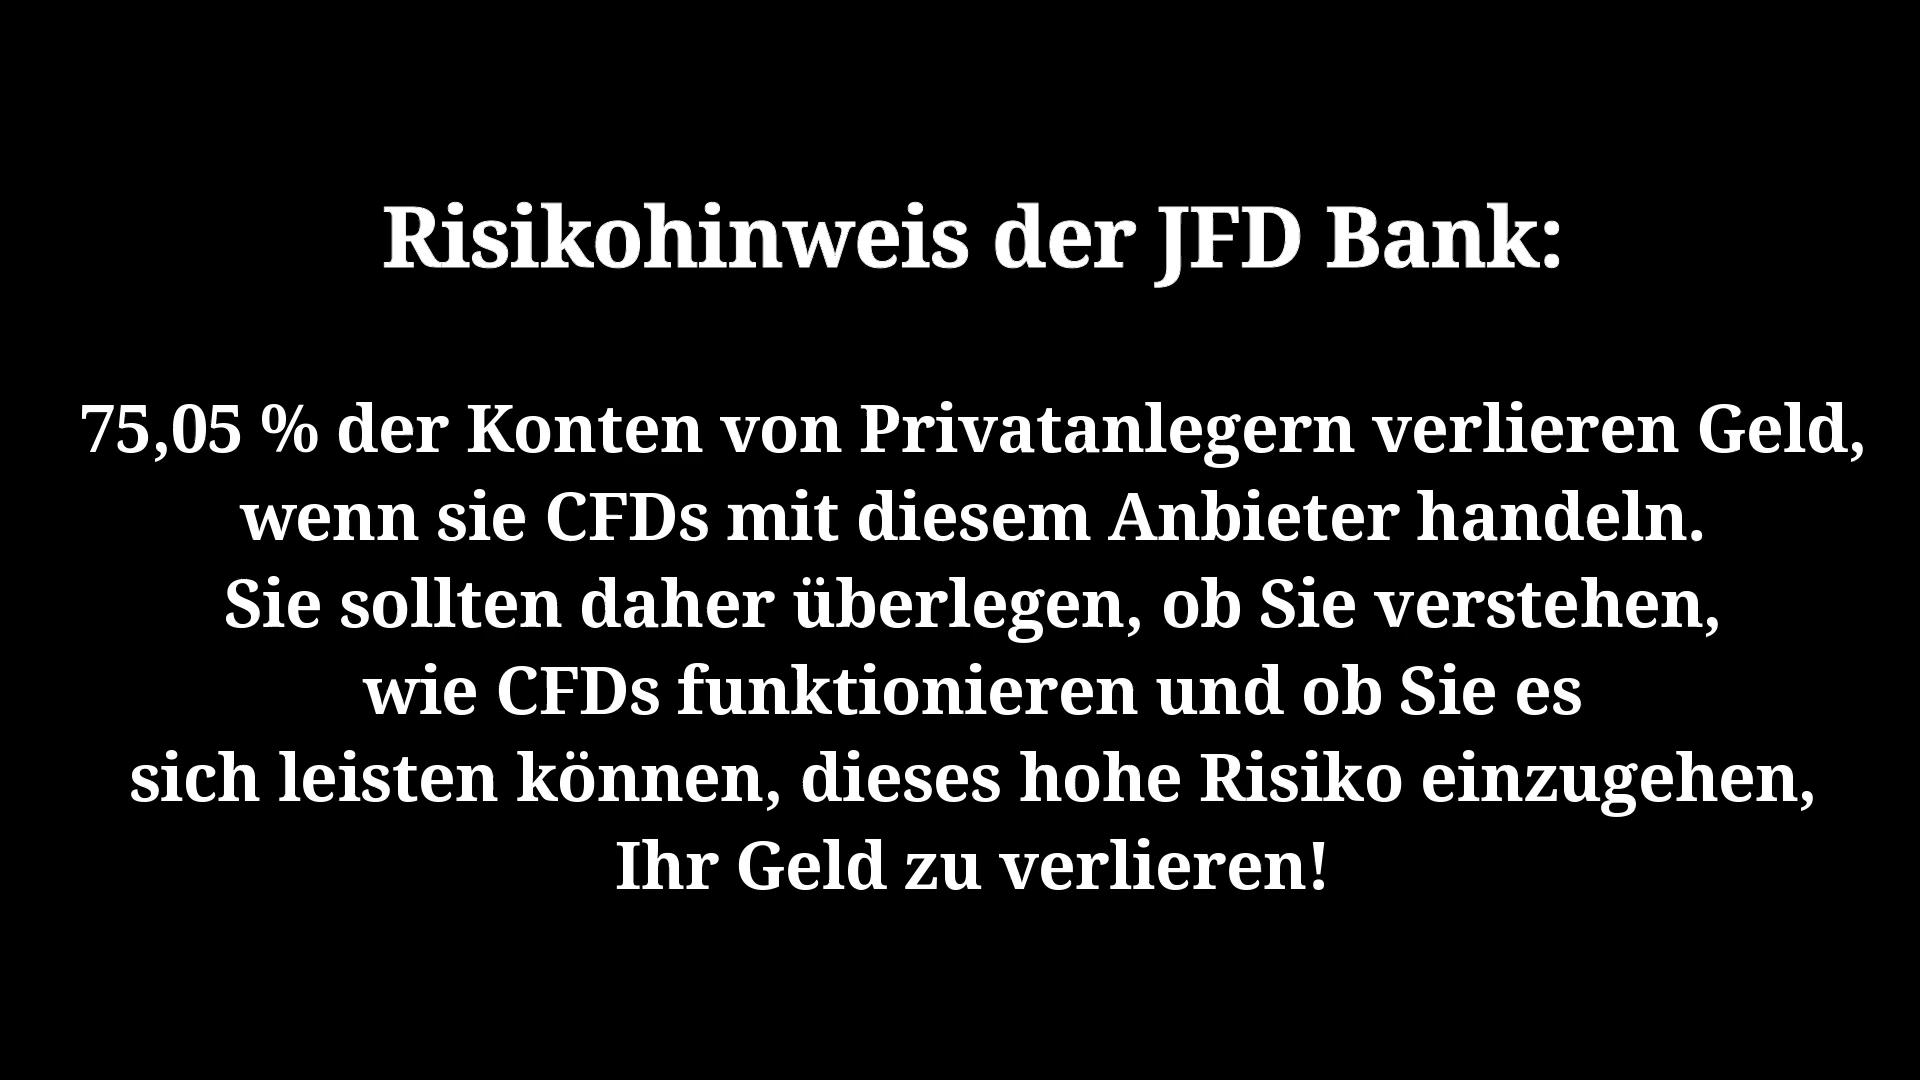 Risikohinweis der JFD Bank:
75,05 % der Konten von Privatanlegern verlieren Geld,
wenn sie CFDs mit diesem Anbieter handeln.
Sie sollten daher überlegen, ob Sie verstehen,
wie CFDs funktionieren und ob Sie es
sich leisten können, dieses hohe Risiko einzugehen,
Ihr Geld zu verlieren!